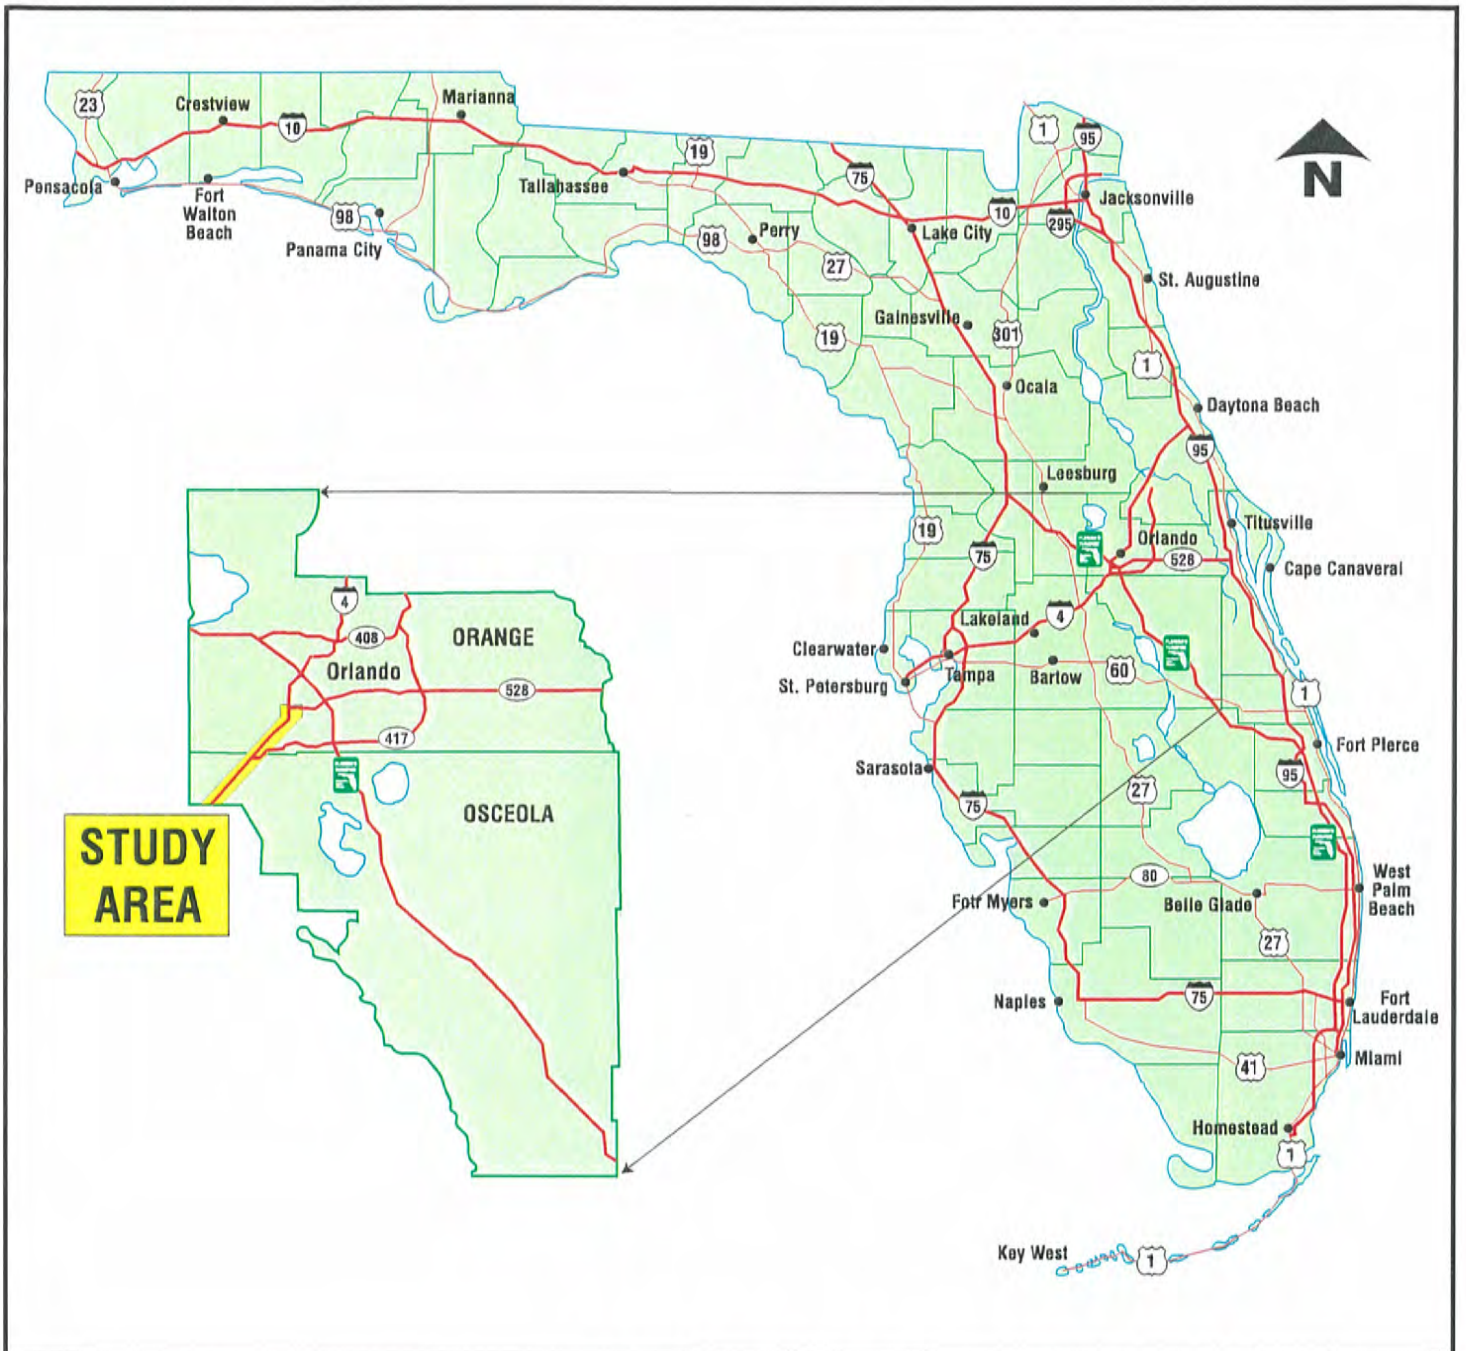 23
Crestview
10
Marianna
Pensacola
Fort
Walton
Beach
98
Panama City
Tallahassee
19
98
Perry
27
75
10
Lake City
1
95
Jacksonville
295
N
St. Augustine
Gainesville
301
19
1
Ocala
Daytona Beach
95
Leesburg
19
75
Orlando
528
Titusville
Cape Canaveral
Lakeland
4
Clearwater
Tampa
Bartow
60
St. Petersburg
1
Fort Pierce
Sarasota
95
75
27
80
Fotr Myers
Belle Glade
West
Palm
Beach
27
Naples
75
Fort
Lauderdale
41
Miami
Homestead
1
Key West
1
4
408
ORANGE
Orlando
528
417
OSCEOLA
STUDY
AREA